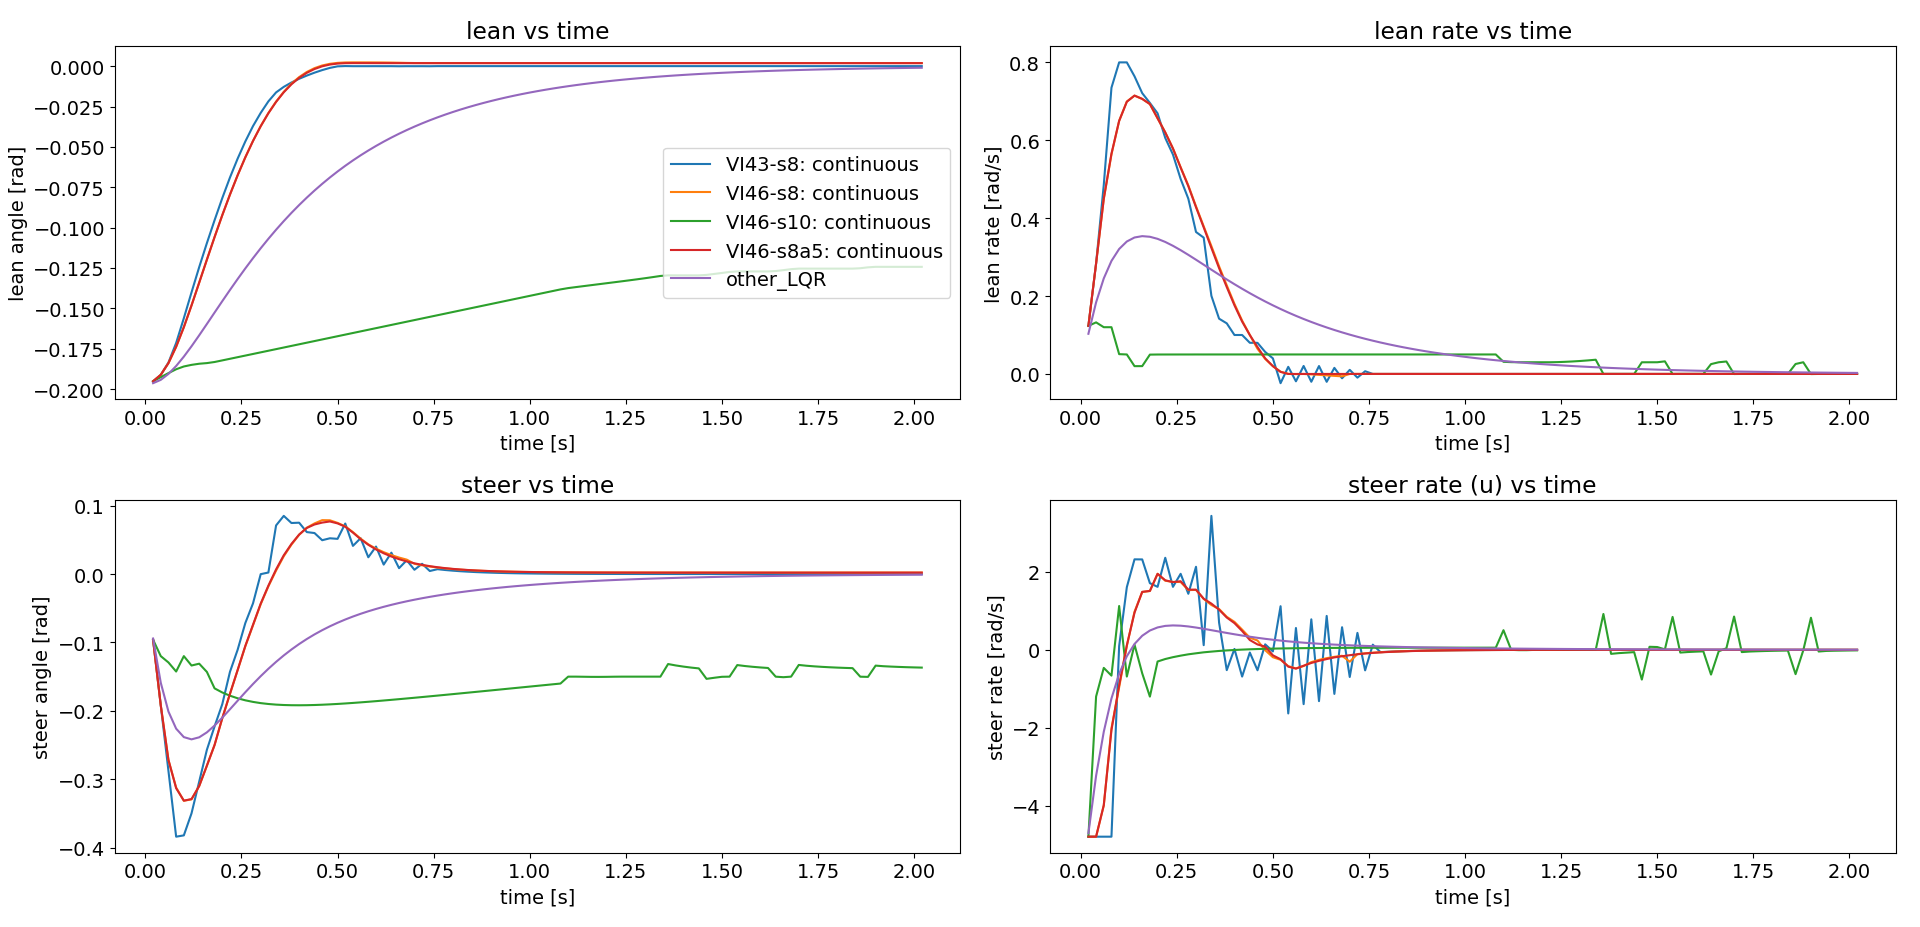 lean vs time
lean angle [rad]
0.000
−0.025
−0.050
−0.075
−0.100
−0.125
−0.150
−0.175
−0.200
VI43-s8: continuous
VI46-s8: continuous
VI46-s10: continuous
VI46-s8a5: continuous
other_LQR
0.00 0.25 0.50 0.75 1.00 1.25 1.50 1.75 2.00
time [s]
lean rate vs time
lean rate [rad/s]
0.8
0.6
0.4
0.2
0.0
0.00 0.25 0.50 0.75 1.00 1.25 1.50 1.75 2.00
time [s]
steer vs time
steer angle [rad]
0.1
0.0
−0.1
−0.2
−0.3
−0.4
0.00 0.25 0.50 0.75 1.00 1.25 1.50 1.75 2.00
time [s]
steer rate (u) vs time
steer rate [rad/s]
2
0
−2
−4
0.00 0.25 0.50 0.75 1.00 1.25 1.50 1.75 2.00
time [s]